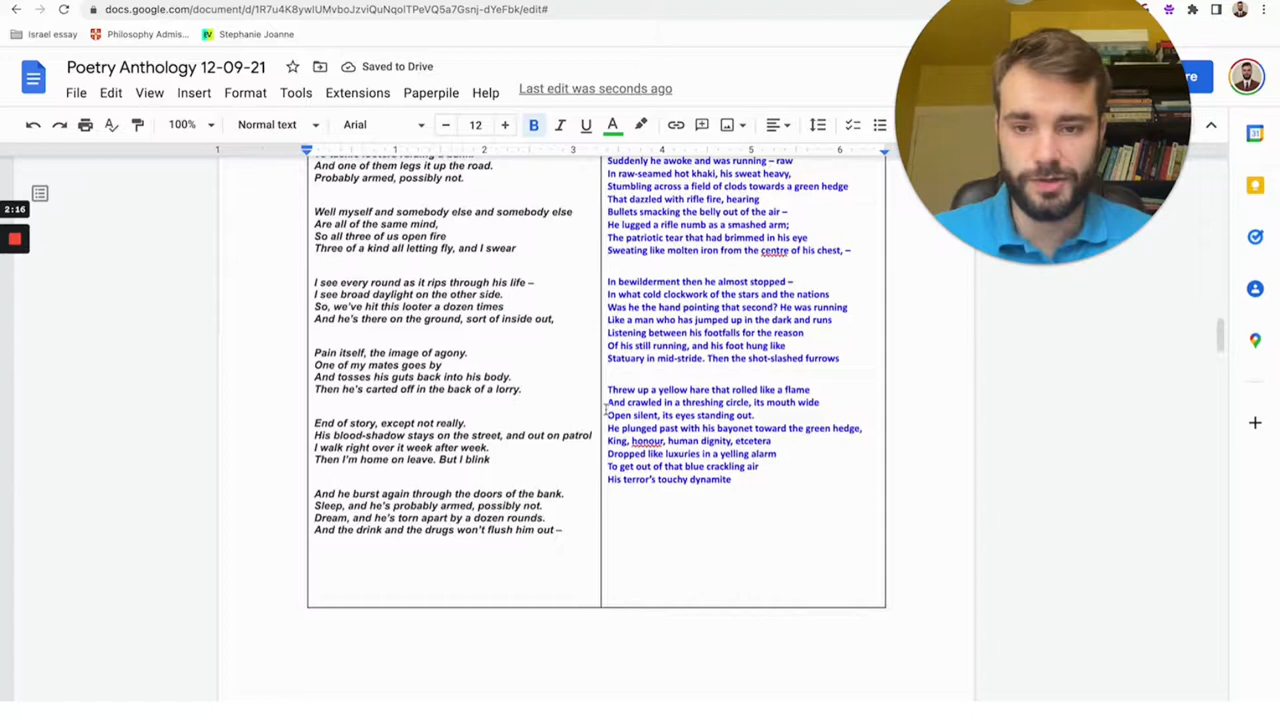 docs.google.com/document/d/1R7u4K8ywIUMvboJzviQuNqolTPeVQ5a7Gsnj-dYeFbk/edit#
Israel essay
Philosophy Admis...
Stephanie Joanne
Poetry Anthology 12-09-21
Saved to Drive
File Edit View Insert Format Tools Extensions Paperpile Help
Last edit was seconds ago
100% Normal text Arial 12
1 1 2 3 4 5 6
2:16
And one of them legs it up the road.
Probably armed, possibly not.
Well myself and somebody else and somebody else
Are all of the same mind,
So all three of us open fire
Three of a kind all letting fly, and I swear
I see every round as it rips through his life –
I see broad daylight on the other side.
So, we've hit this looter a dozen times
And he's there on the ground, sort of inside out,
Pain itself, the image of agony.
One of my mates goes by
And tosses his guts back into his body.
Then he's carted off in the back of a lorry.
End of story, except not really.
His blood-shadow stays on the street, and out on patrol
I walk right over it week after week.
Then I'm home on leave. But I blink
And he burst again through the doors of the bank.
Sleep, and he's probably armed, possibly not.
Dream, and he's torn apart by a dozen rounds.
And the drink and the drugs won't flush him out –
Suddenly he awoke and was running – raw
In raw-seamed hot khaki, his sweat heavy,
Stumbling across a field of clods towards a green hedge
That dazzled with rifle fire, hearing
Bullets smacking the belly out of the air –
He lugged a rifle numb as a smashed arm;
The patriotic tear that had brimmed in his eye
Sweating like molten iron from the centre of his chest, –
In bewilderment then he almost stopped –
In what cold clockwork of the stars and the nations
Was he the hand pointing that second? He was running
Like a man who has jumped up in the dark and runs
Listening between his footfalls for the reason
Of his still running, and his foot hung like
Statuary in mid-stride. Then the shot-slashed furrows
Threw up a yellow hare that rolled like a flame
And crawled in a threshing circle, its mouth wide
Open silent, its eyes standing out.
He plunged past with his bayonet toward the green hedge,
King, honour, human dignity, etcetera
Dropped like luxuries in a yelling alarm
To get out of that blue crackling air
His terror's touchy dynamite